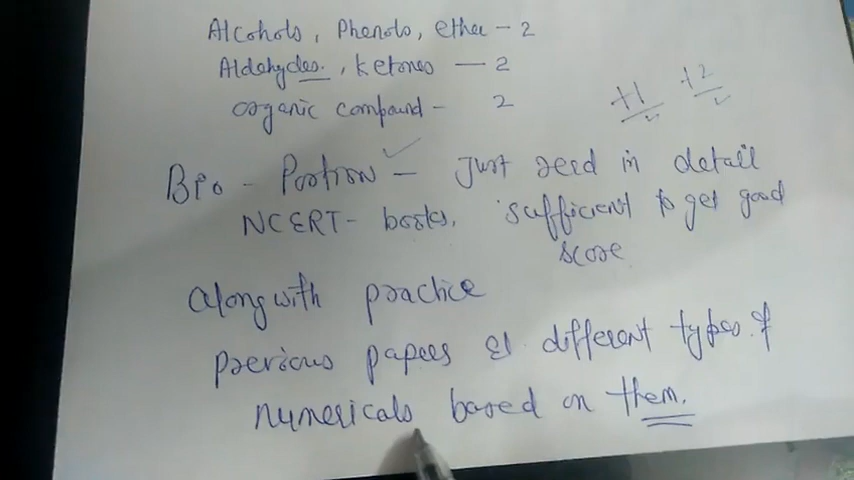 Alcohols, Phenols, ether - 2
Aldehydes, ketones - 2
organic compound - 2
+1 +2
Bio - Portion - Just read in detail
NCERT - books, sufficient to get good
score
along with practice
previous papers & different types of
numericals based on them.